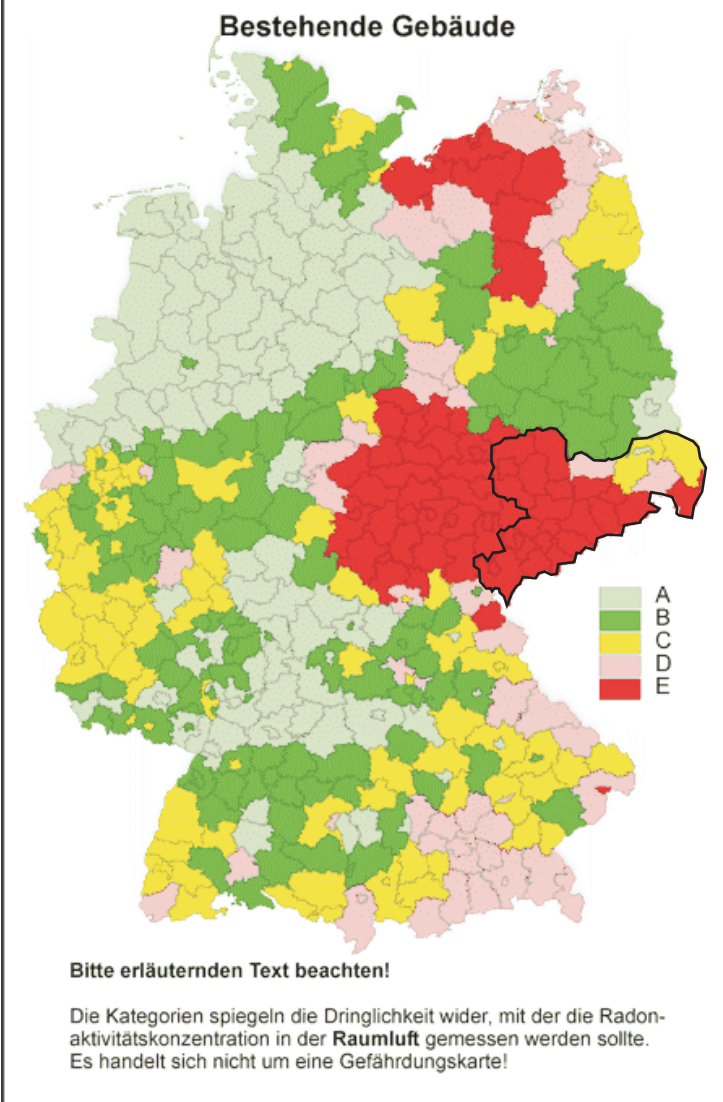 Bestehende Gebäude
A
B
C
D
E
Bitte erläuternden Text beachten!
Die Kategorien spiegeln die Dringlichkeit wider, mit der die Radon-
aktivitätskonzentration in der Raumluft gemessen werden sollte.
Es handelt sich nicht um eine Gefährdungskarte!